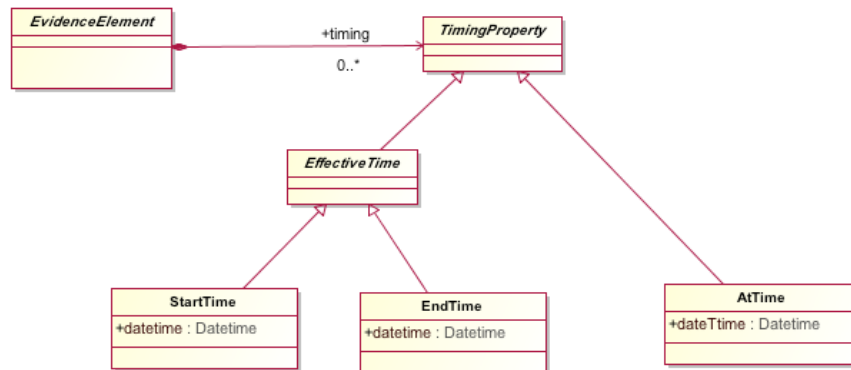 EvidenceElement
TimingProperty
+timing
0..*
EffectiveTime
StartTime
+datetime : Datetime
EndTime
+datetime : Datetime
AtTime
+dateTtime : Datetime